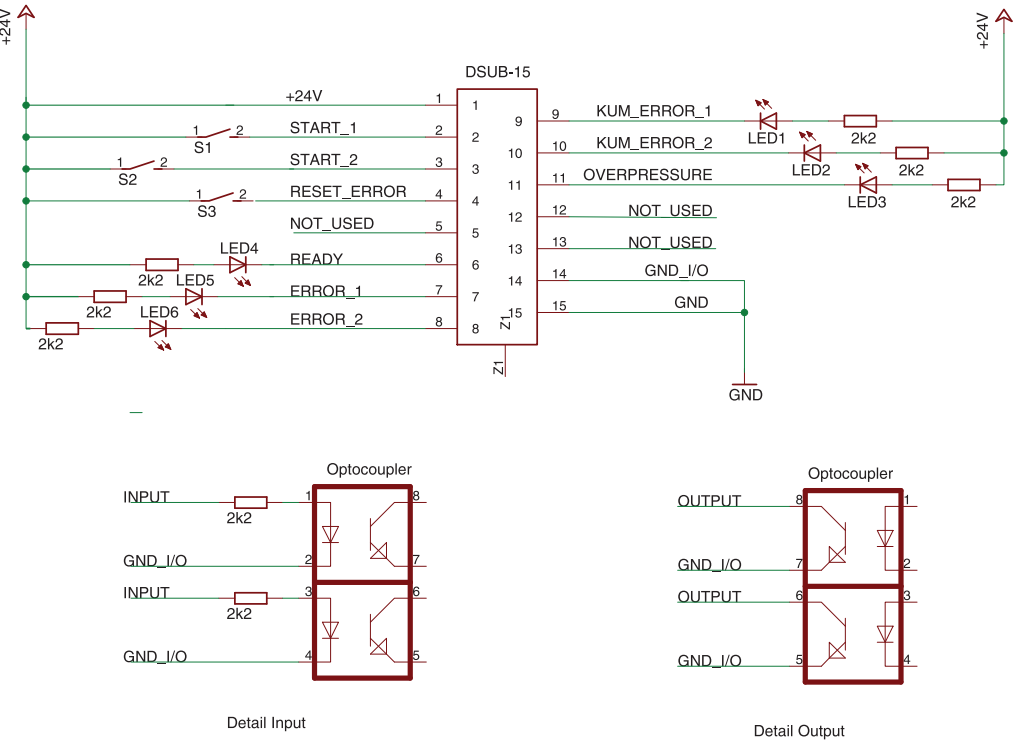 +24V
+24V
DSUB-15
+24V 1 1
1 2 S1 START_1 2 2
1 2 S2 START_2 3 3
1 2 S3 RESET_ERROR 4 4
NOT_USED 5 5
2k2 LED4 READY 6 6
2k2 LED5 ERROR_1 7 7
2k2 LED6 ERROR_2 8 8
9 9 KUM_ERROR_1 LED1 2k2
10 10 KUM_ERROR_2 LED2 2k2
11 11 OVERPRESSURE LED3 2k2
12 12 NOT_USED
13 13 NOT_USED
14 14 GND_I/O
15 15 GND
Z1
Z1
GND
Optocoupler
INPUT 2k2 1 8
GND_I/O 2 7
INPUT 2k2 3 6
GND_I/O 4 5
Detail Input
Optocoupler
OUTPUT 8 1
GND_I/O 7 2
OUTPUT 6 3
GND_I/O 5 4
Detail Output